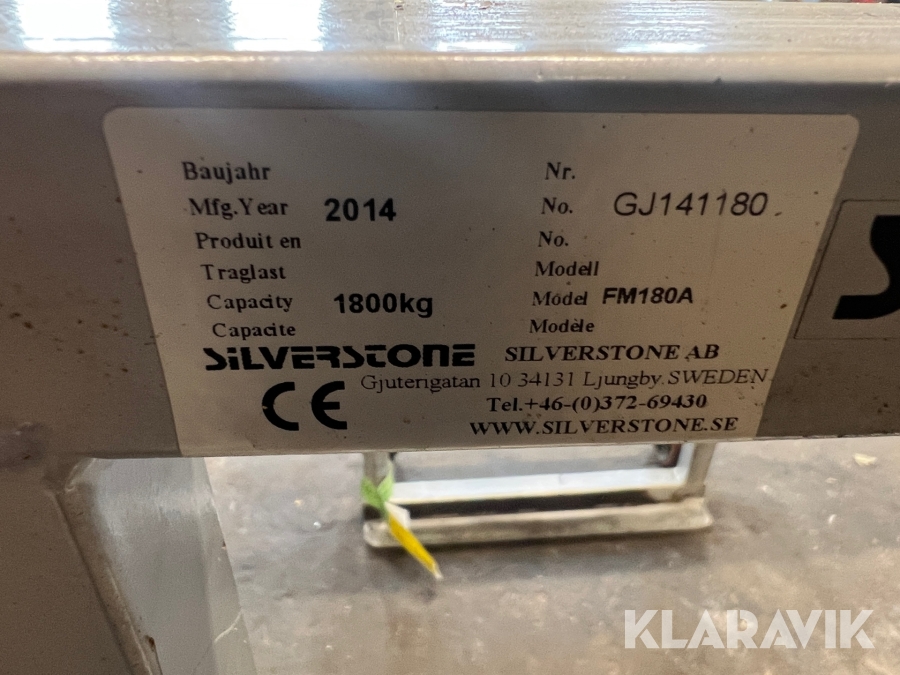 Baujahr
Mfg.Year 2014
Produit en
Traglast
Capacity 1800kg
Capacite
Nr.
No. GJ141180
No.
Modell
Model FM180A
Modèle
SILVERSTONE SILVERSTONE AB
Gjuterigatan 10 34131 Ljungby.SWEDEN
CE Tel.+46-(0)372-69430
WWW.SILVERSTONE.SE
KLARAVIK